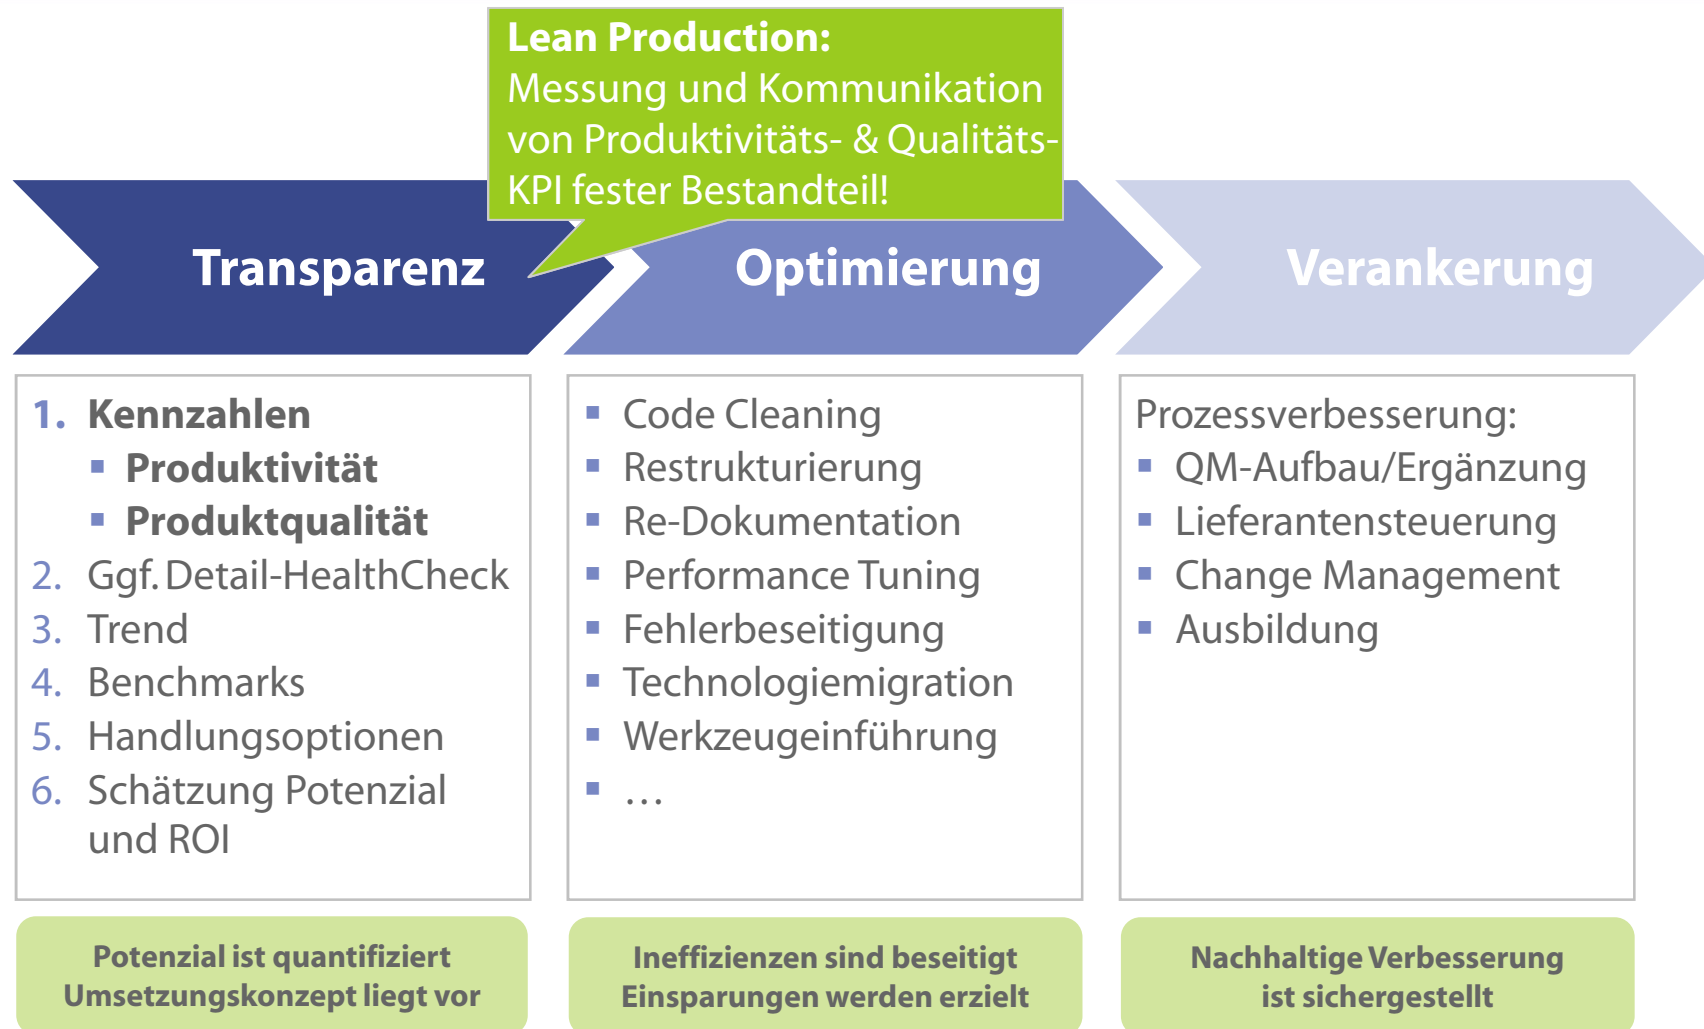 Lean Production:
Messung und Kommunikation
von Produktivitäts- & Qualitäts-
KPI fester Bestandteil!
Transparenz
Optimierung
Verankerung
1. Kennzahlen
▪ Produktivität
▪ Produktqualität
2. Ggf. Detail-HealthCheck
3. Trend
4. Benchmarks
5. Handlungsoptionen
6. Schätzung Potenzial
und ROI
▪ Code Cleaning
▪ Restrukturierung
▪ Re-Dokumentation
▪ Performance Tuning
▪ Fehlerbeseitigung
▪ Technologiemigration
▪ Werkzeugeinführung
▪ …
Prozessverbesserung:
▪ QM-Aufbau/Ergänzung
▪ Lieferantensteuerung
▪ Change Management
▪ Ausbildung
Potenzial ist quantifiziert
Umsetzungskonzept liegt vor
Ineffizienzen sind beseitigt
Einsparungen werden erzielt
Nachhaltige Verbesserung
ist sichergestellt